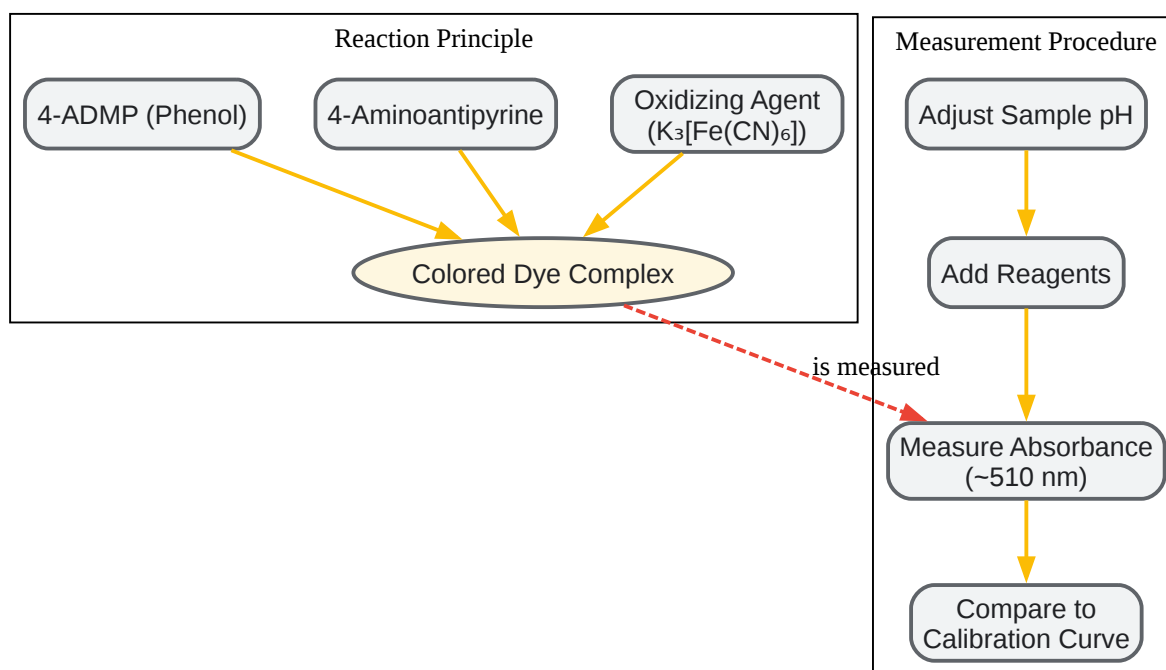 Reaction Principle
4-ADMP (Phenol)
4-Aminoantipyrine
Oxidizing Agent
(K₃[Fe(CN)₆])
Colored Dye Complex
is measured
Measurement Procedure
Adjust Sample pH
Add Reagents
Measure Absorbance
(~510 nm)
Compare to
Calibration Curve